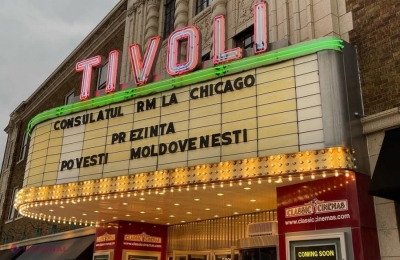 TIVOLI
CONSULATUL RM LA CHICAGO
PREZINTA
POVESTI MOLDOVENESTI
CLASSIC CINEMAS
www.classiccinemas.com
COMING SOON